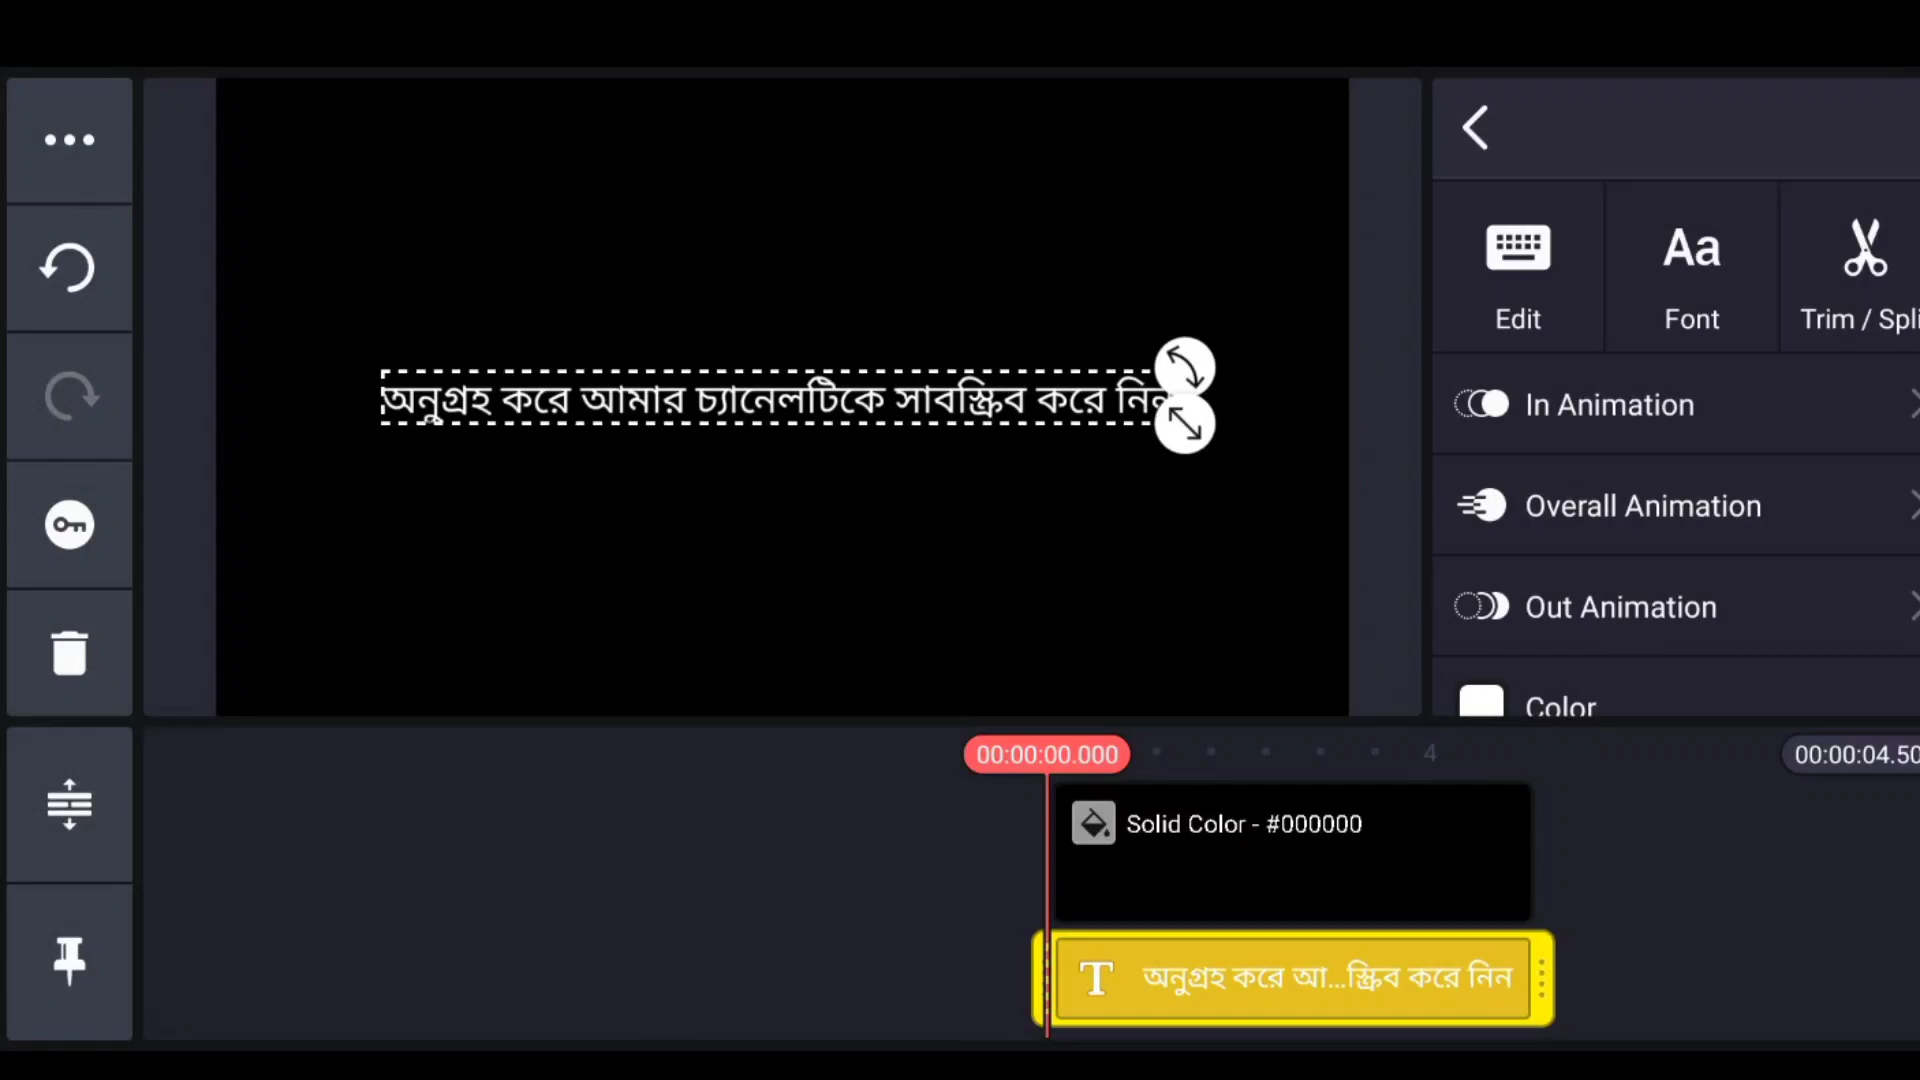 অনুগ্রহ করে আমার চ্যানেলটিকে সাবস্ক্রিব করে নিন
Edit
Aa
Font
Trim / Spli
In Animation
Overall Animation
Out Animation
Color
00:00:00.000
4
00:00:04.50
Solid Color - #000000
T
অনুগ্রহ করে আ...স্ক্রিব করে নিন